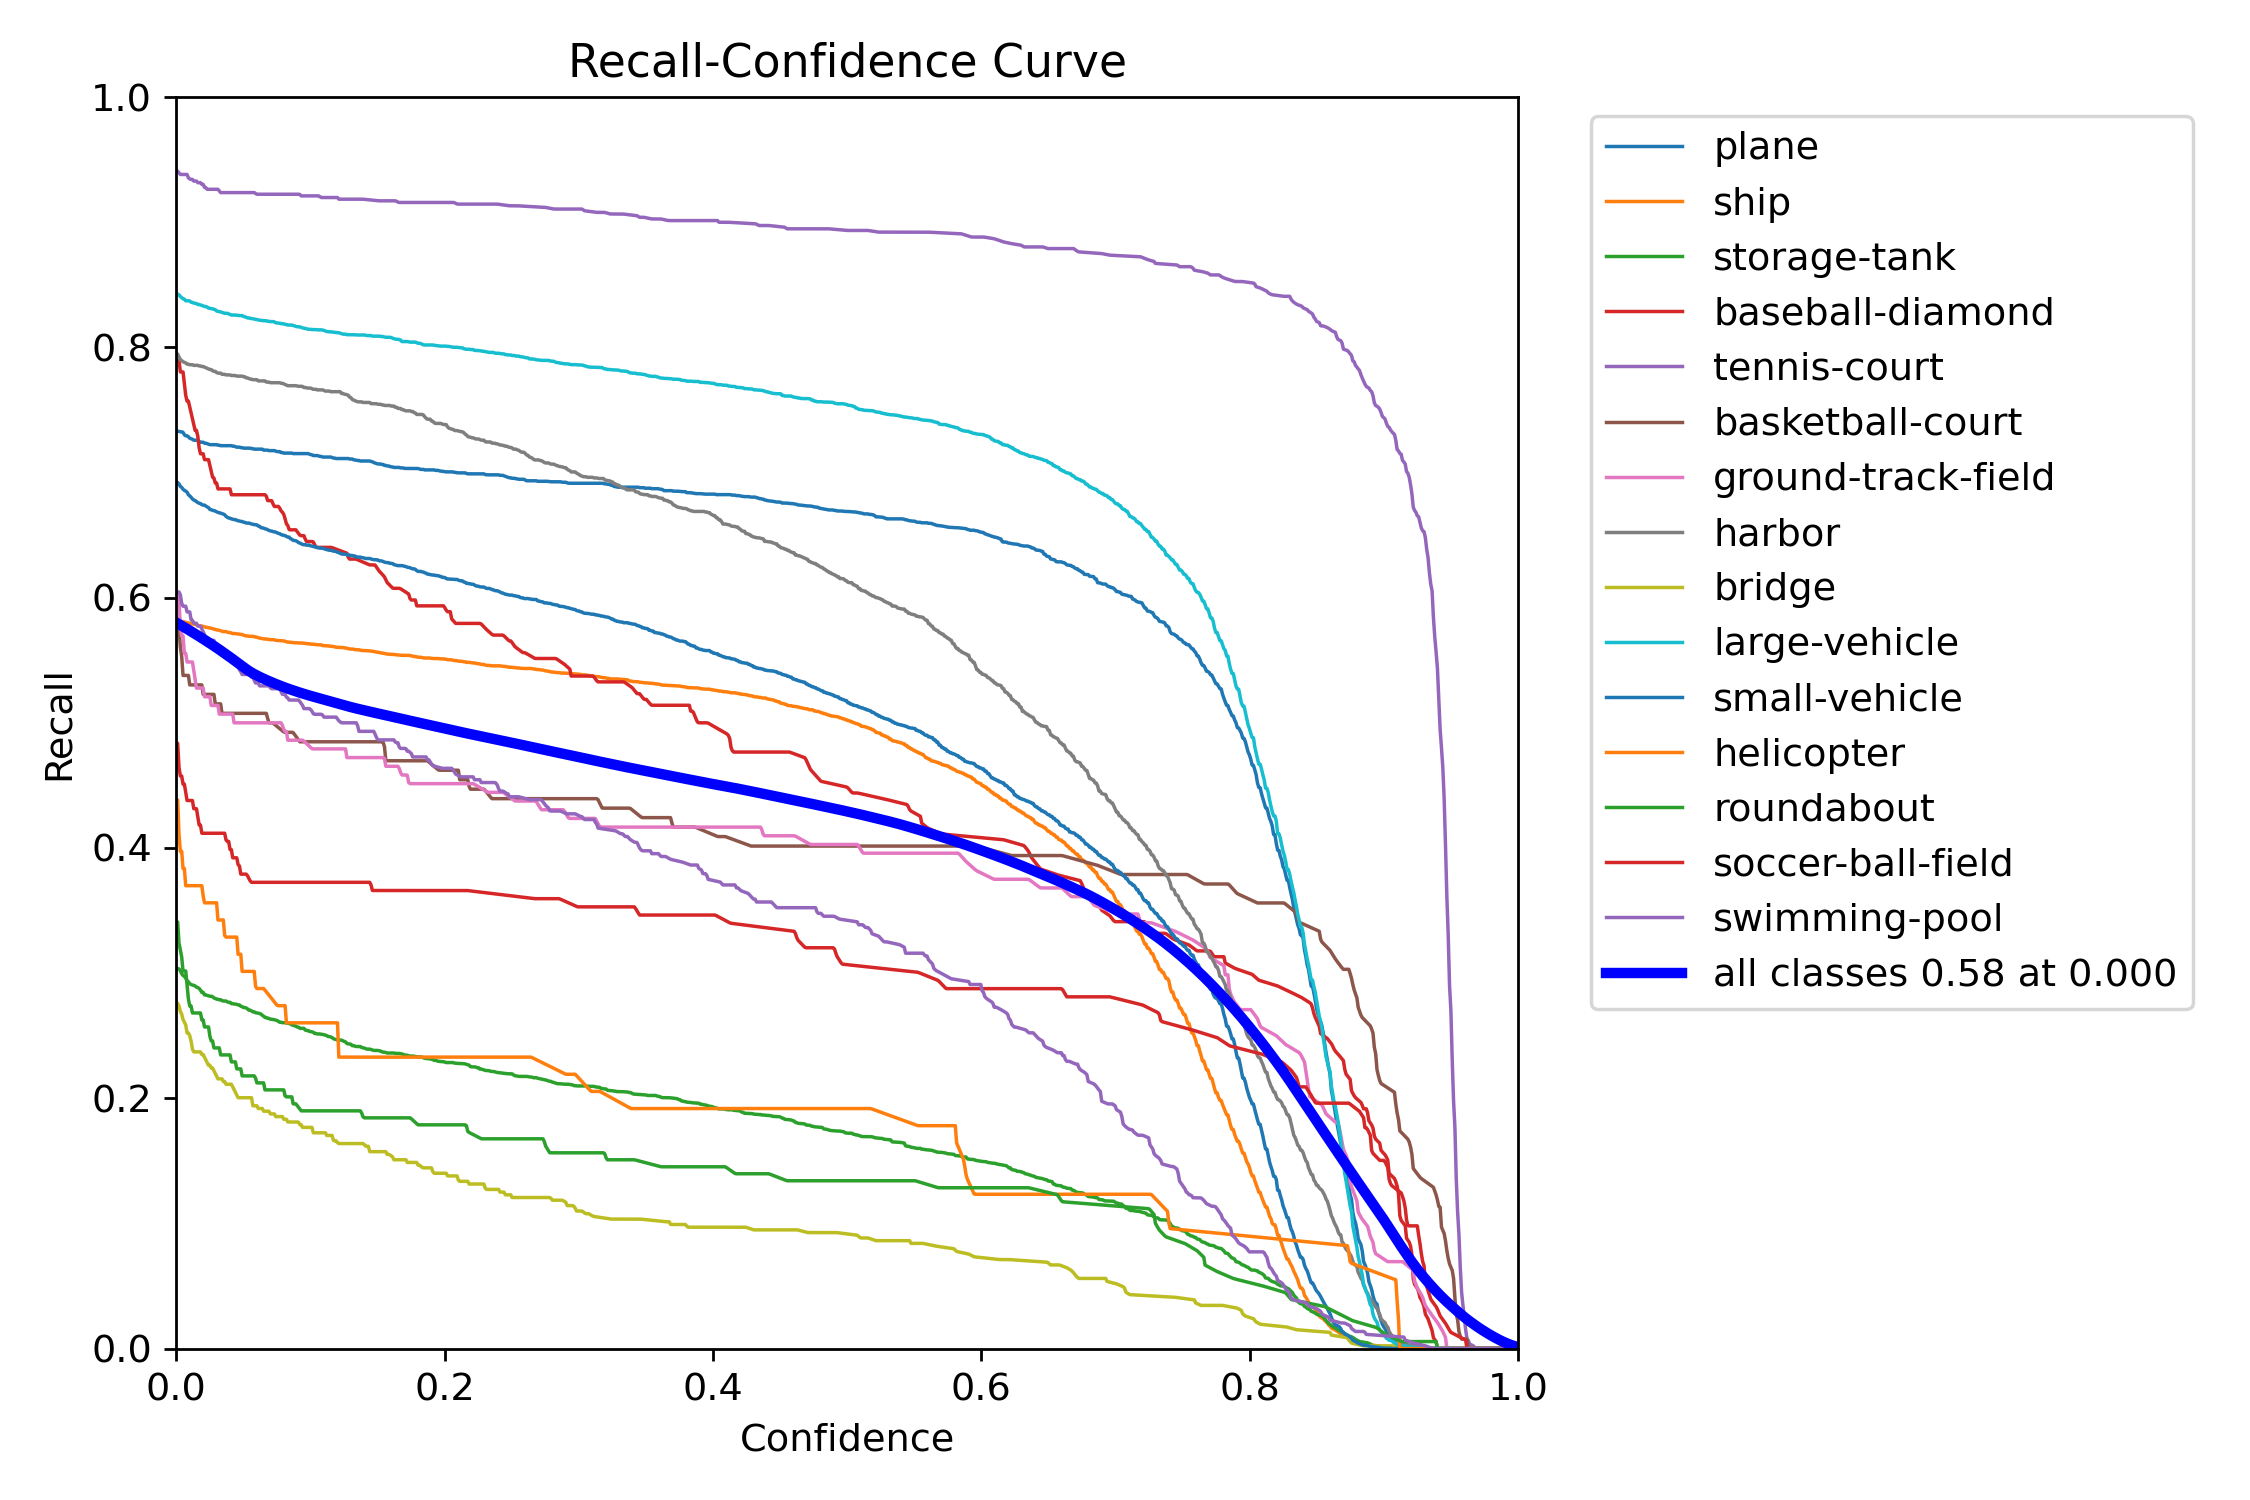 Recall-Confidence Curve
1.0
0.8
0.6
0.4
0.2
0.0
Recall
0.0 0.2 0.4 0.6 0.8 1.0
Confidence
plane
ship
storage-tank
baseball-diamond
tennis-court
basketball-court
ground-track-field
harbor
bridge
large-vehicle
small-vehicle
helicopter
roundabout
soccer-ball-field
swimming-pool
all classes 0.58 at 0.000